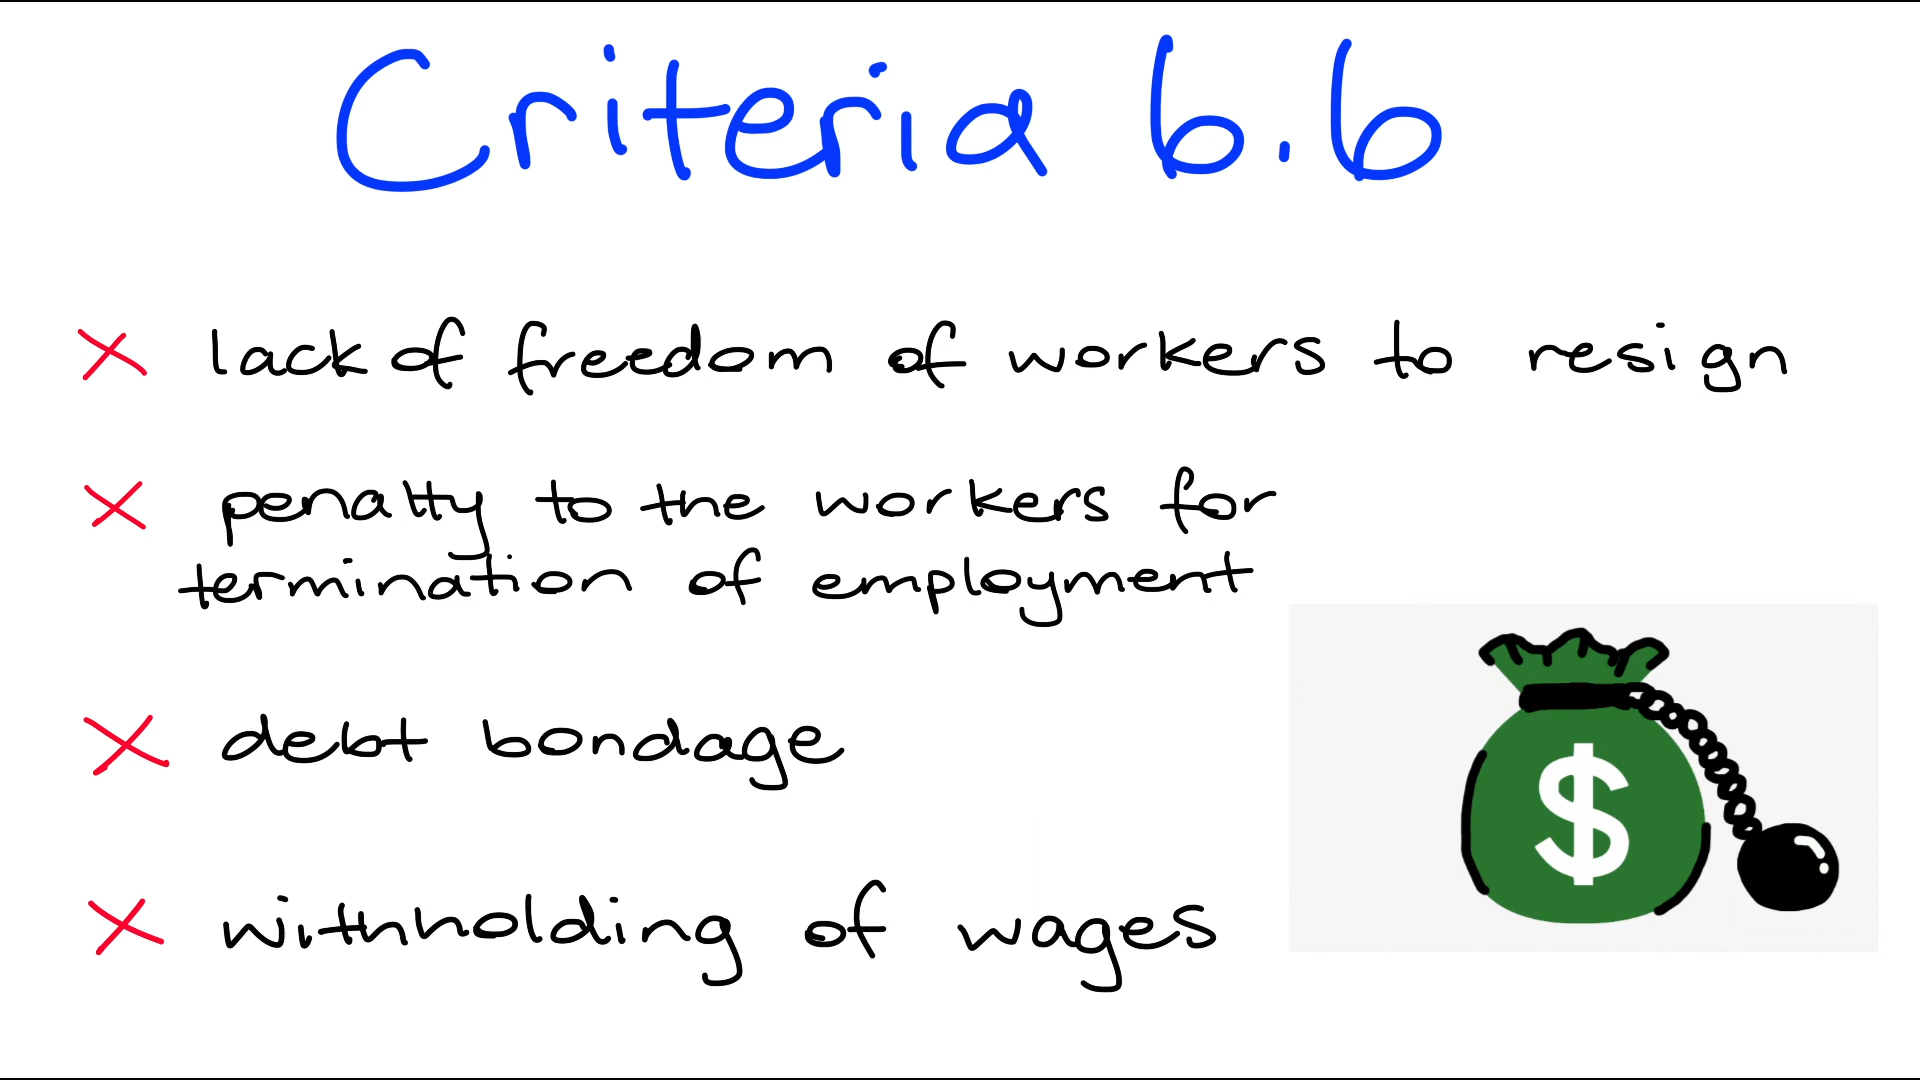 Criteria 6.6
× lack of freedom of workers to resign
× penalty to the workers for
termination of employment
× debt bondage
× withholding of wages
$